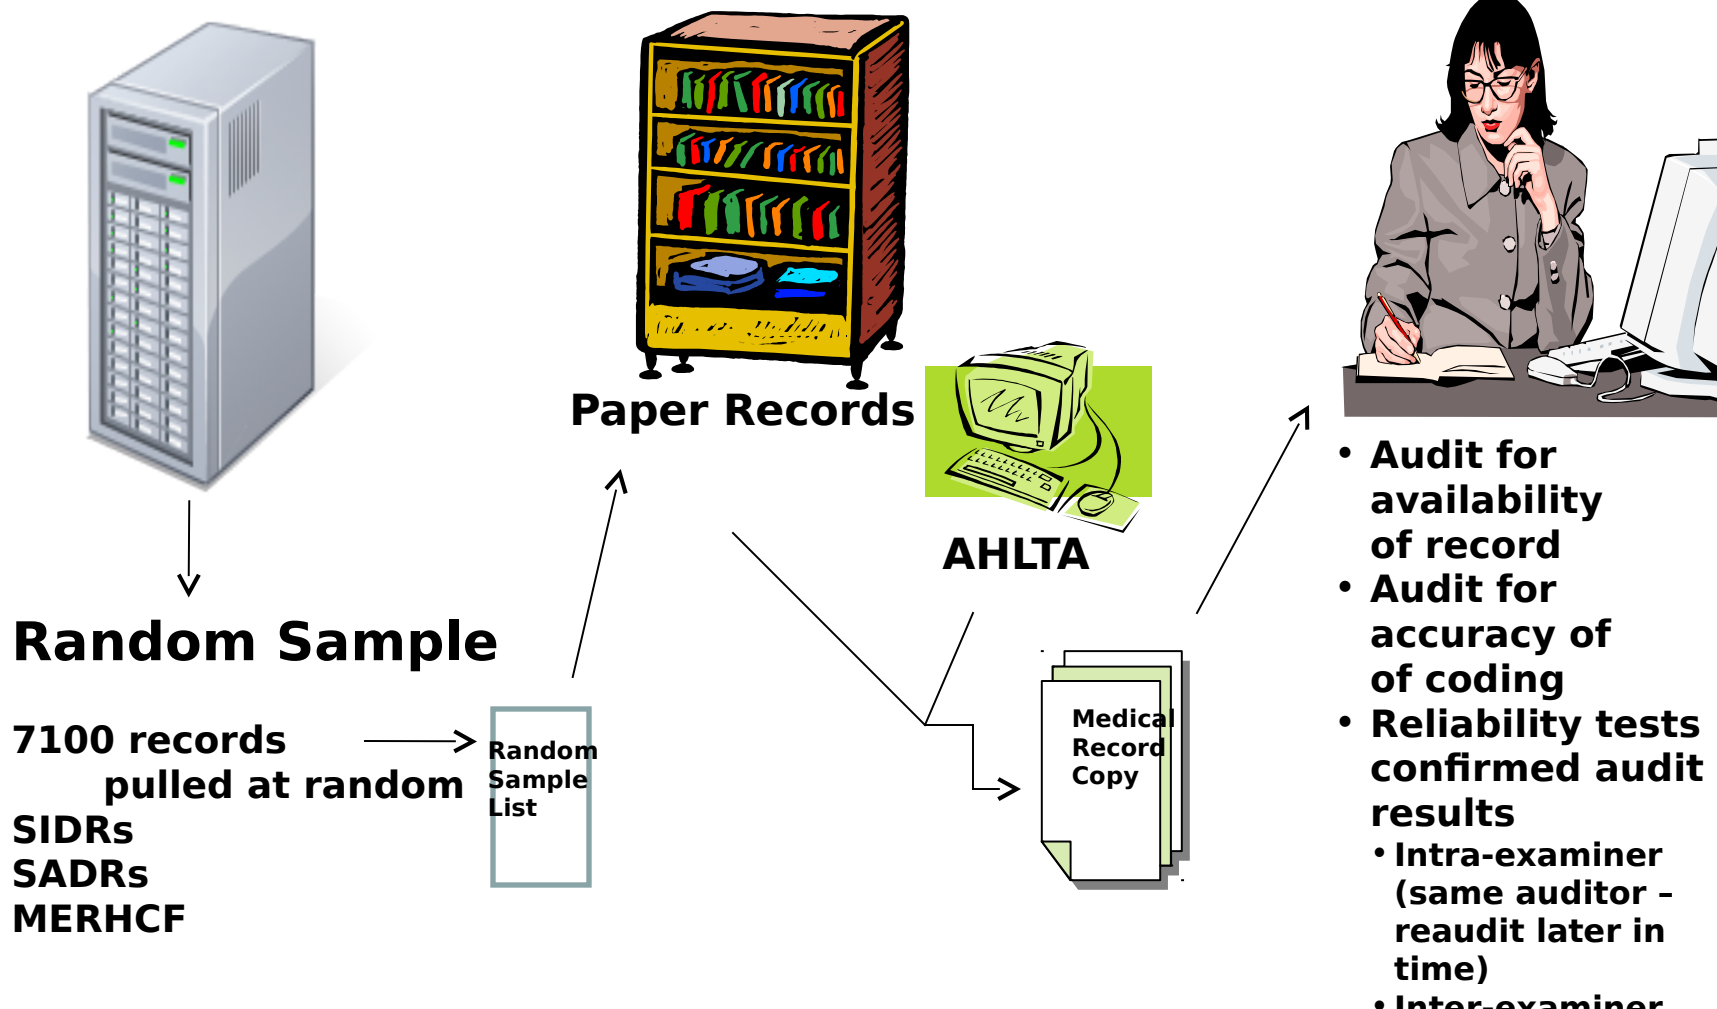 Paper Records
AHLTA
Random Sample
7100 records
pulled at random
SIDRs
SADRs
MERHCF
Random
Sample
List
Medical
Record
Copy
• Audit for
availability
of record
• Audit for
accuracy of
of coding
• Reliability tests
confirmed audit
results
• Intra-examiner
(same auditor –
reaudit later in
time)
• Inter-examiner